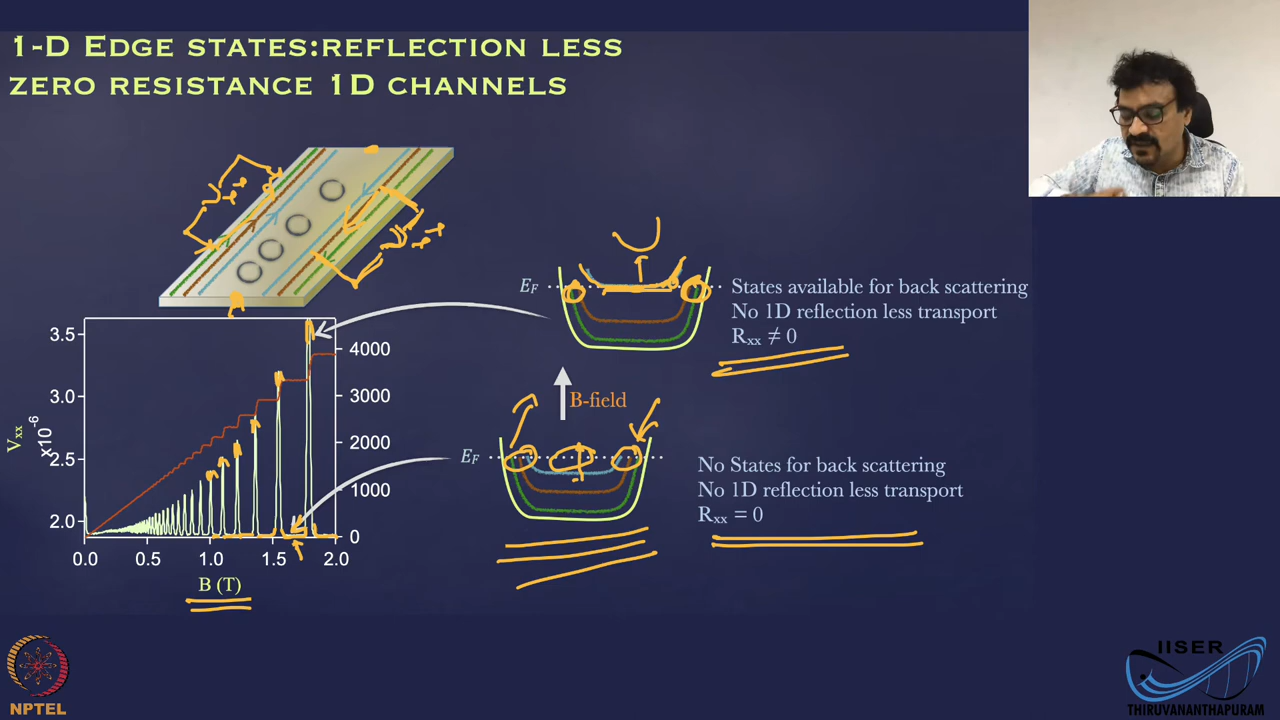 1-D EDGE STATES:REFLECTION LESS
ZERO RESISTANCE 1D CHANNELS
E_F
States available for back scattering
No 1D reflection less transport
R_xx ≠ 0
B-field
E_F
No States for back scattering
No 1D reflection less transport
R_xx = 0
3.5
3.0
2.5
2.0
V_xx
x10^-6
4000
3000
2000
1000
0
0.0 0.5 1.0 1.5 2.0
B (T)
NPTEL
IISER
THIRUVANANTHAPURAM